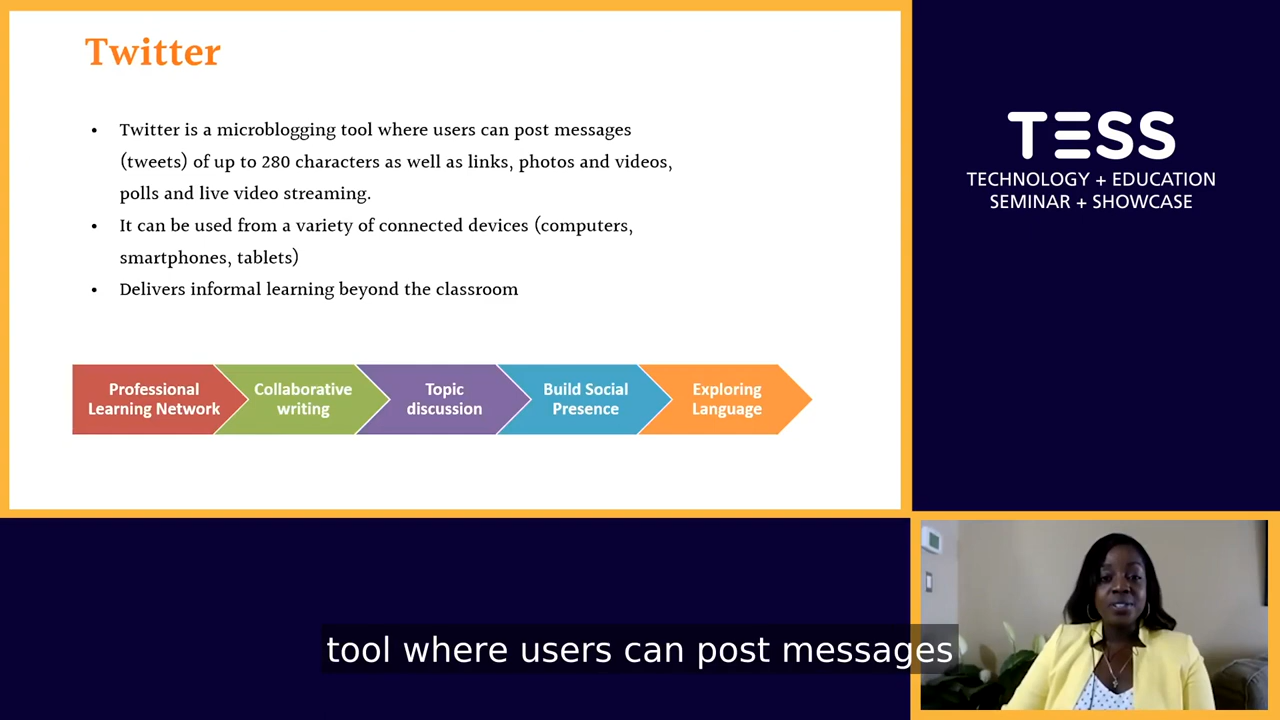 Twitter
• Twitter is a microblogging tool where users can post messages
(tweets) of up to 280 characters as well as links, photos and videos,
polls and live video streaming.
• It can be used from a variety of connected devices (computers,
smartphones, tablets)
• Delivers informal learning beyond the classroom
Professional
Learning Network
Collaborative
writing
Topic
discussion
Build Social
Presence
Exploring
Language
TESS
TECHNOLOGY + EDUCATION
SEMINAR + SHOWCASE
tool where users can post messages